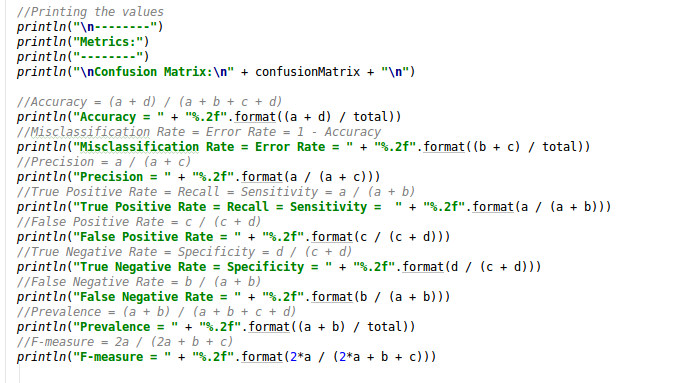 //Printing the values
println("\n--------")
println("Metrics:")
println("--------")
println("\nConfusion Matrix:\n" + confusionMatrix + "\n")
//Accuracy = (a + d) / (a + b + c + d)
println("Accuracy = " + "%.2f".format((a + d) / total))
//Misclassification Rate = Error Rate = 1 - Accuracy
println("Misclassification Rate = Error Rate = " + "%.2f".format((b + c) / total))
//Precision = a / (a + c)
println("Precision = " + "%.2f".format(a / (a + c)))
//True Positive Rate = Recall = Sensitivity = a / (a + b)
println("True Positive Rate = Recall = Sensitivity =  " + "%.2f".format(a / (a + b)))
//False Positive Rate = c / (c + d)
println("False Positive Rate = " + "%.2f".format(c / (c + d)))
//True Negative Rate = Specificity = d / (c + d)
println("True Negative Rate = Specificity = " + "%.2f".format(d / (c + d)))
//False Negative Rate = b / (a + b)
println("False Negative Rate = " + "%.2f".format(b / (a + b)))
//Prevalence = (a + b) / (a + b + c + d)
println("Prevalence = " + "%.2f".format((a + b) / total))
//F-measure = 2a / (2a + b + c)
println("F-measure = " + "%.2f".format(2*a / (2*a + b + c)))